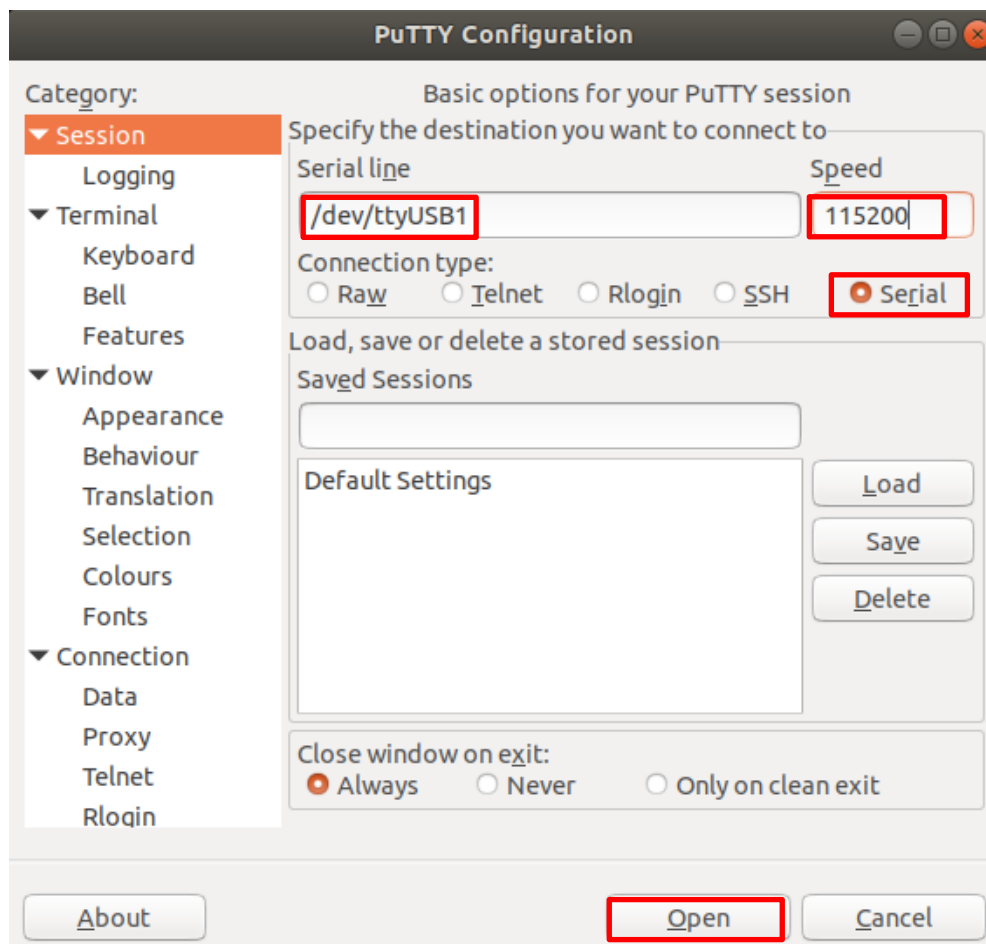 PuTTY Configuration
Category:
Session
Logging
Terminal
Keyboard
Bell
Features
Window
Appearance
Behaviour
Translation
Selection
Colours
Fonts
Connection
Data
Proxy
Telnet
Rlogin
Basic options for your PuTTY session
Specify the destination you want to connect to
Serial line Speed
/dev/ttyUSB1 115200
Connection type:
Raw Telnet Rlogin SSH Serial
Load, save or delete a stored session
Saved Sessions
Default Settings
Load
Save
Delete
Close window on exit:
Always Never Only on clean exit
About Open Cancel